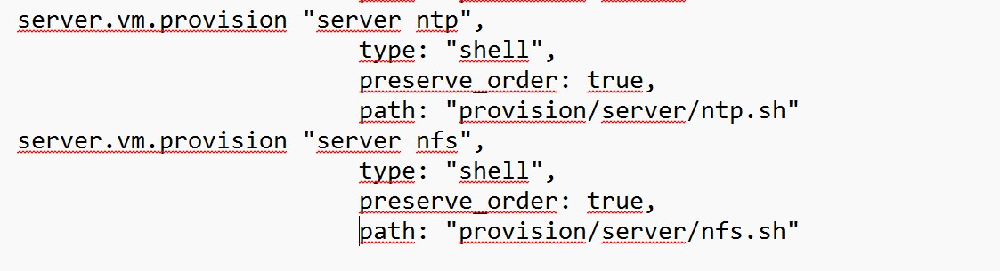 server.vm.provision "server ntp",
type: "shell",
preserve_order: true,
path: "provision/server/ntp.sh"
server.vm.provision "server nfs",
type: "shell",
preserve_order: true,
path: "provision/server/nfs.sh"